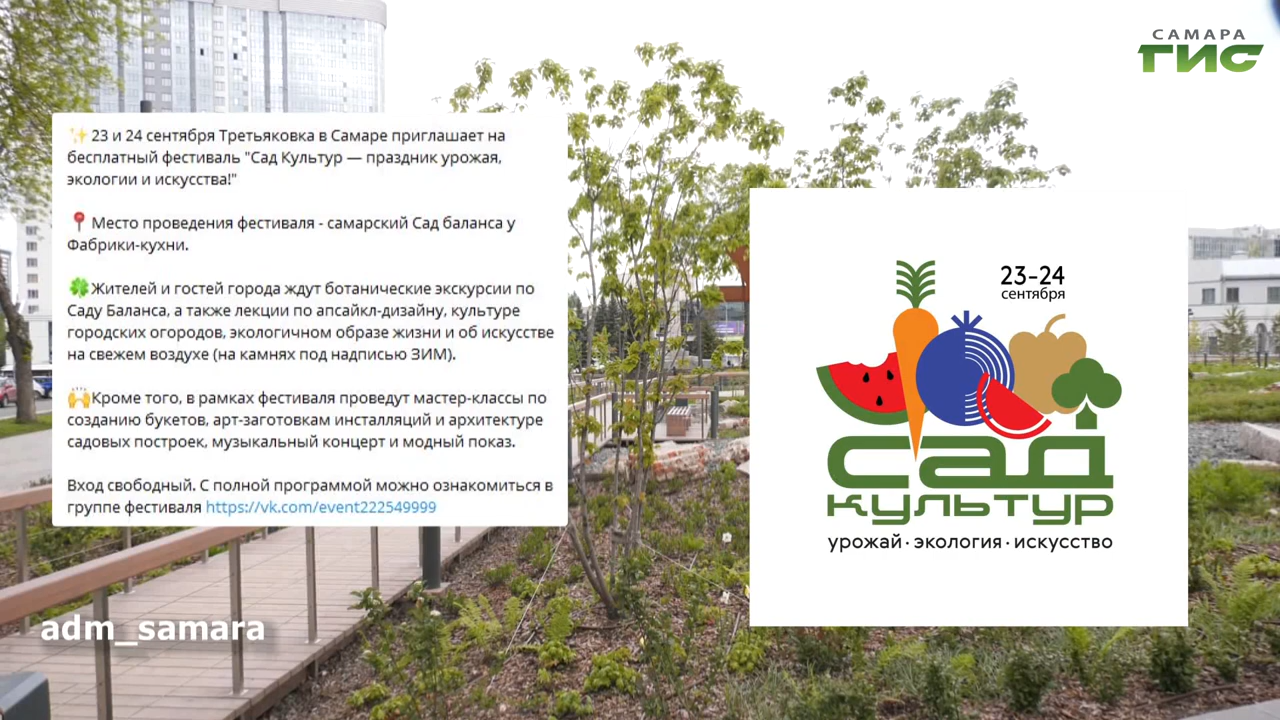 САМАРА
ГИС
✨ 23 и 24 сентября Третьяковка в Самаре приглашает на
бесплатный фестиваль "Сад Культур — праздник урожая,
экологии и искусства!"
📍 Место проведения фестиваля - самарский Сад баланса у
Фабрики-кухни.
🍀Жителей и гостей города ждут ботанические экскурсии по
Саду Баланса, а также лекции по апсайкл-дизайну, культуре
городских огородов, экологичном образе жизни и об искусстве
на свежем воздухе (на камнях под надписью ЗИМ).
🙌Кроме того, в рамках фестиваля проведут мастер-классы по
созданию букетов, арт-заготовкам инсталляций и архитектуре
садовых построек, музыкальный концерт и модный показ.
Вход свободный. С полной программой можно ознакомиться в
группе фестиваля https://vk.com/event222549999
23-24
сентября
сад
культур
урожай · экология · искусство
adm_samara